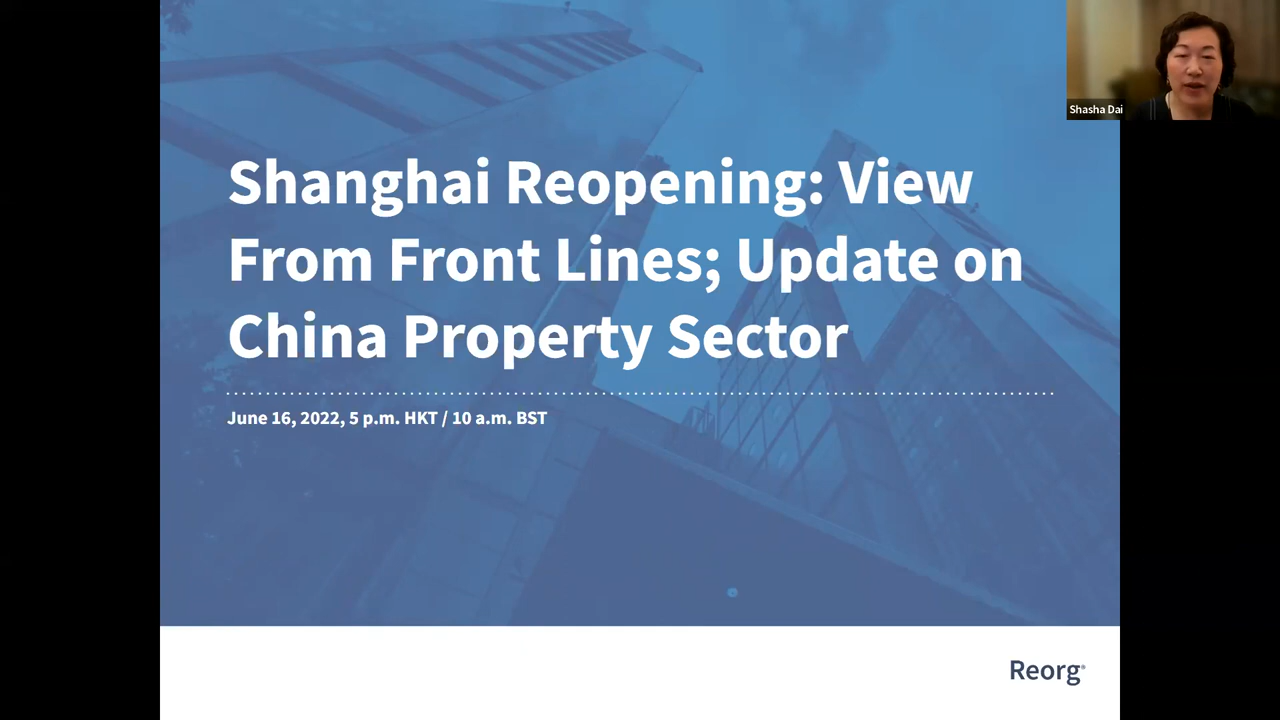 Shasha Dai
Shanghai Reopening: View
From Front Lines; Update on
China Property Sector
June 16, 2022, 5 p.m. HKT / 10 a.m. BST
Reorg®